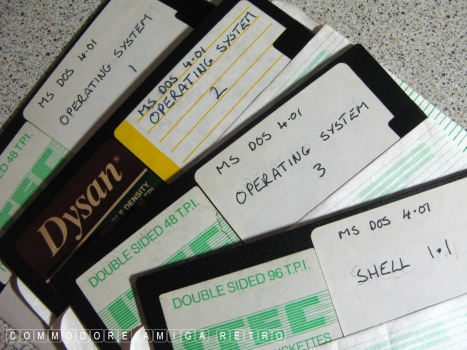 MS DOS 4.01
OPERATING SYSTEM
1
48 T.P.I.
MS DOS 4.01
OPERATING SYSTEM
2
Dysan®
DENSITY
MS DOS 4.01
OPERATING SYSTEM
3
DOUBLE SIDED 48 T.P.I.
MS DOS 4.01
SHELL 1.1
DOUBLE SIDED 96 T.P.I.
COMMODORE AMIGA RETRO